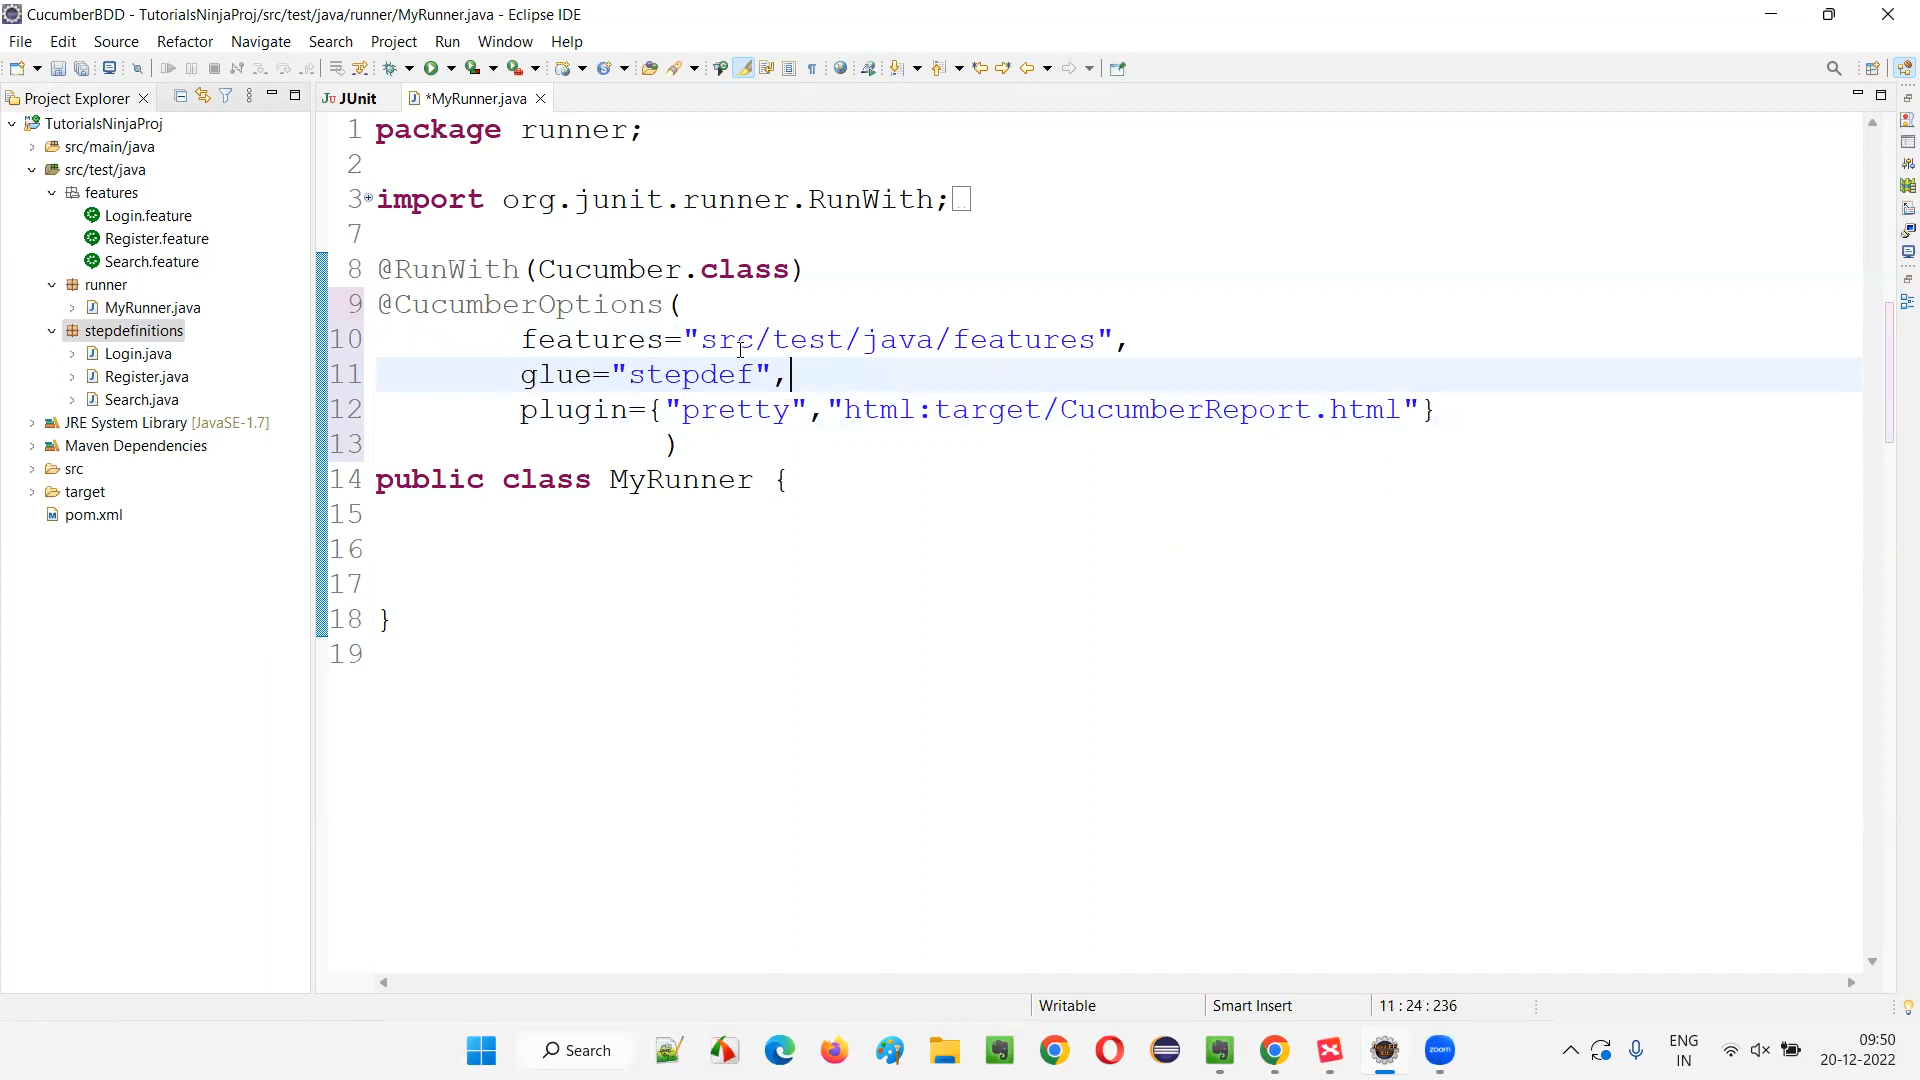 CucumberBDD - TutorialsNinjaProj/src/test/java/runner/MyRunner.java - Eclipse IDE
File Edit Source Refactor Navigate Search Project Run Window Help
Project Explorer
JUnit
*MyRunner.java
TutorialsNinjaProj
src/main/java
src/test/java
features
Login.feature
Register.feature
Search.feature
runner
MyRunner.java
stepdefinitions
Login.java
Register.java
Search.java
JRE System Library [JavaSE-1.7]
Maven Dependencies
src
target
pom.xml
1 package runner;
2
3 import org.junit.runner.RunWith;
7
8 @RunWith(Cucumber.class)
9 @CucumberOptions(
10 features="src/test/java/features",
11 glue="stepdef",
12 plugin={"pretty","html:target/CucumberReport.html"}
13 )
14 public class MyRunner {
15
16
17
18 }
19
Writable
Smart Insert
11 : 24 : 236
Search
zoom
ENG
IN
09:50
20-12-2022